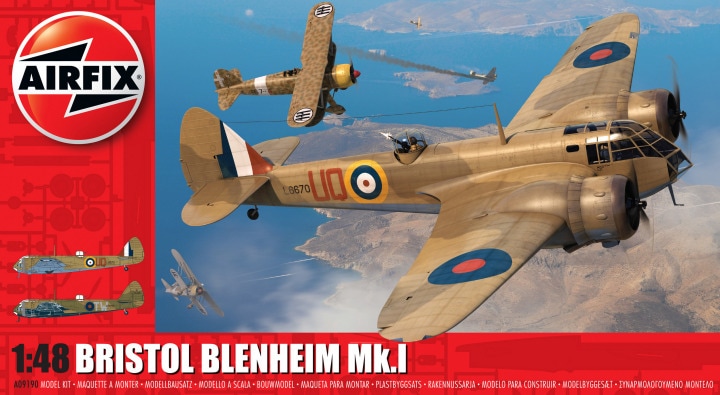 AIRFIX®
L6670 UQ
1:48 BRISTOL BLENHEIM Mk.I
A09190 MODEL KIT • MAQUETTE A MONTER • MODELLBAUSATZ • MODELLO A SCALA • BOUWMODEL • MAQUETA PARA MONTAR • PLASTBYGGSATS • RAKENNUSSARJA • MODELO PARA CONSTRUIR • MODELBYGGESÆT • ΣΥΝΑΡΜΟΛΟΓΟΥΜΕΝΟ ΜΟΝΤΕΛΟ